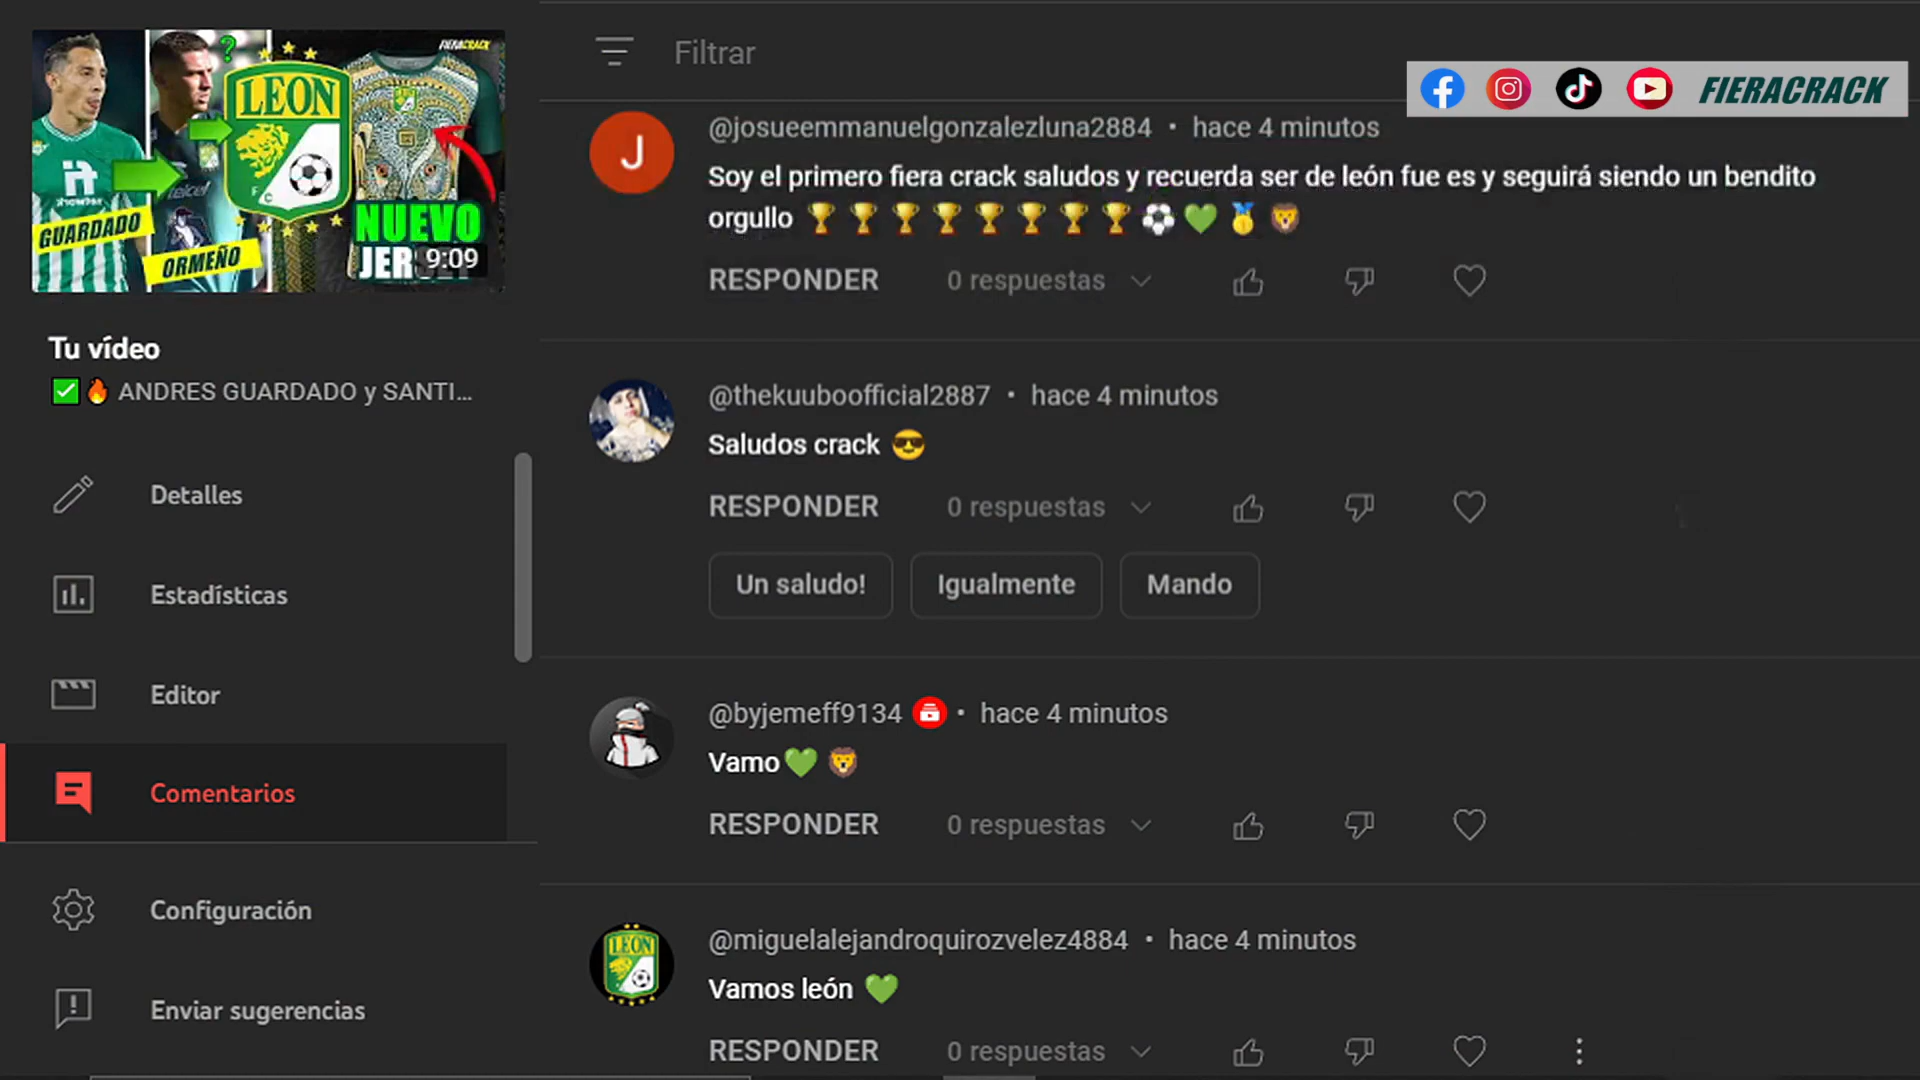 FIERACRACK
?
LEON
F C
GUARDADO
ORMEÑO
NUEVO
JERSEY
9:09
Tu vídeo
✅🔥 ANDRES GUARDADO y SANTI...
Detalles
Estadísticas
Editor
Comentarios
Configuración
Enviar sugerencias
Filtrar
FIERACRACK
J
@josueemmanuelgonzalezluna2884 • hace 4 minutos
Soy el primero fiera crack saludos y recuerda ser de león fue es y seguirá siendo un bendito
orgullo 🏆🏆🏆🏆🏆🏆🏆🏆⚽💚🥇🦁
RESPONDER 0 respuestas
@thekuuboofficial2887 • hace 4 minutos
Saludos crack 😎
RESPONDER 0 respuestas
Un saludo! Igualmente Mando
@byjemeff9134 • hace 4 minutos
Vamo💚🦁
RESPONDER 0 respuestas
LEON
@miguelalejandroquirozvelez4884 • hace 4 minutos
Vamos león 💚
RESPONDER 0 respuestas